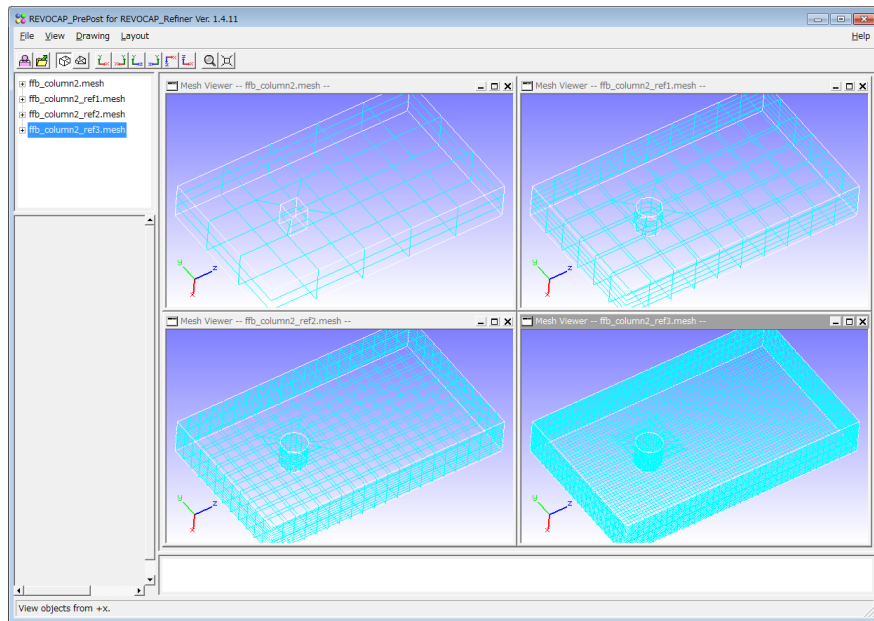 REVOCAP_PrePost for REVOCAP_Refiner Ver. 1.4.11
File View Drawing Layout Help
ffb_column2.mesh
ffb_column2_ref1.mesh
ffb_column2_ref2.mesh
ffb_column2_ref3.mesh
Mesh Viewer -- ffb_column2.mesh --
y z x
Mesh Viewer -- ffb_column2_ref1.mesh --
y z x
Mesh Viewer -- ffb_column2_ref2.mesh --
y z x
Mesh Viewer -- ffb_column2_ref3.mesh --
y z x
View objects from +x.